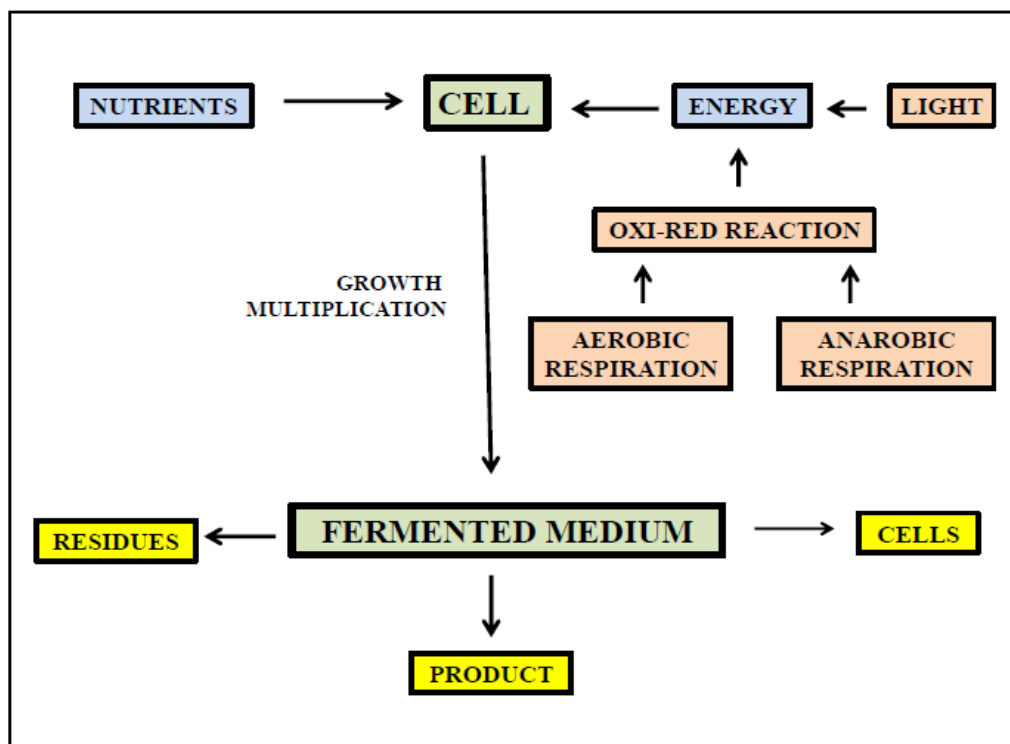 NUTRIENTS
CELL
ENERGY
LIGHT
OXI-RED REACTION
GROWTH
MULTIPLICATION
AEROBIC
RESPIRATION
ANAROBIC
RESPIRATION
RESIDUES
FERMENTED MEDIUM
CELLS
PRODUCT